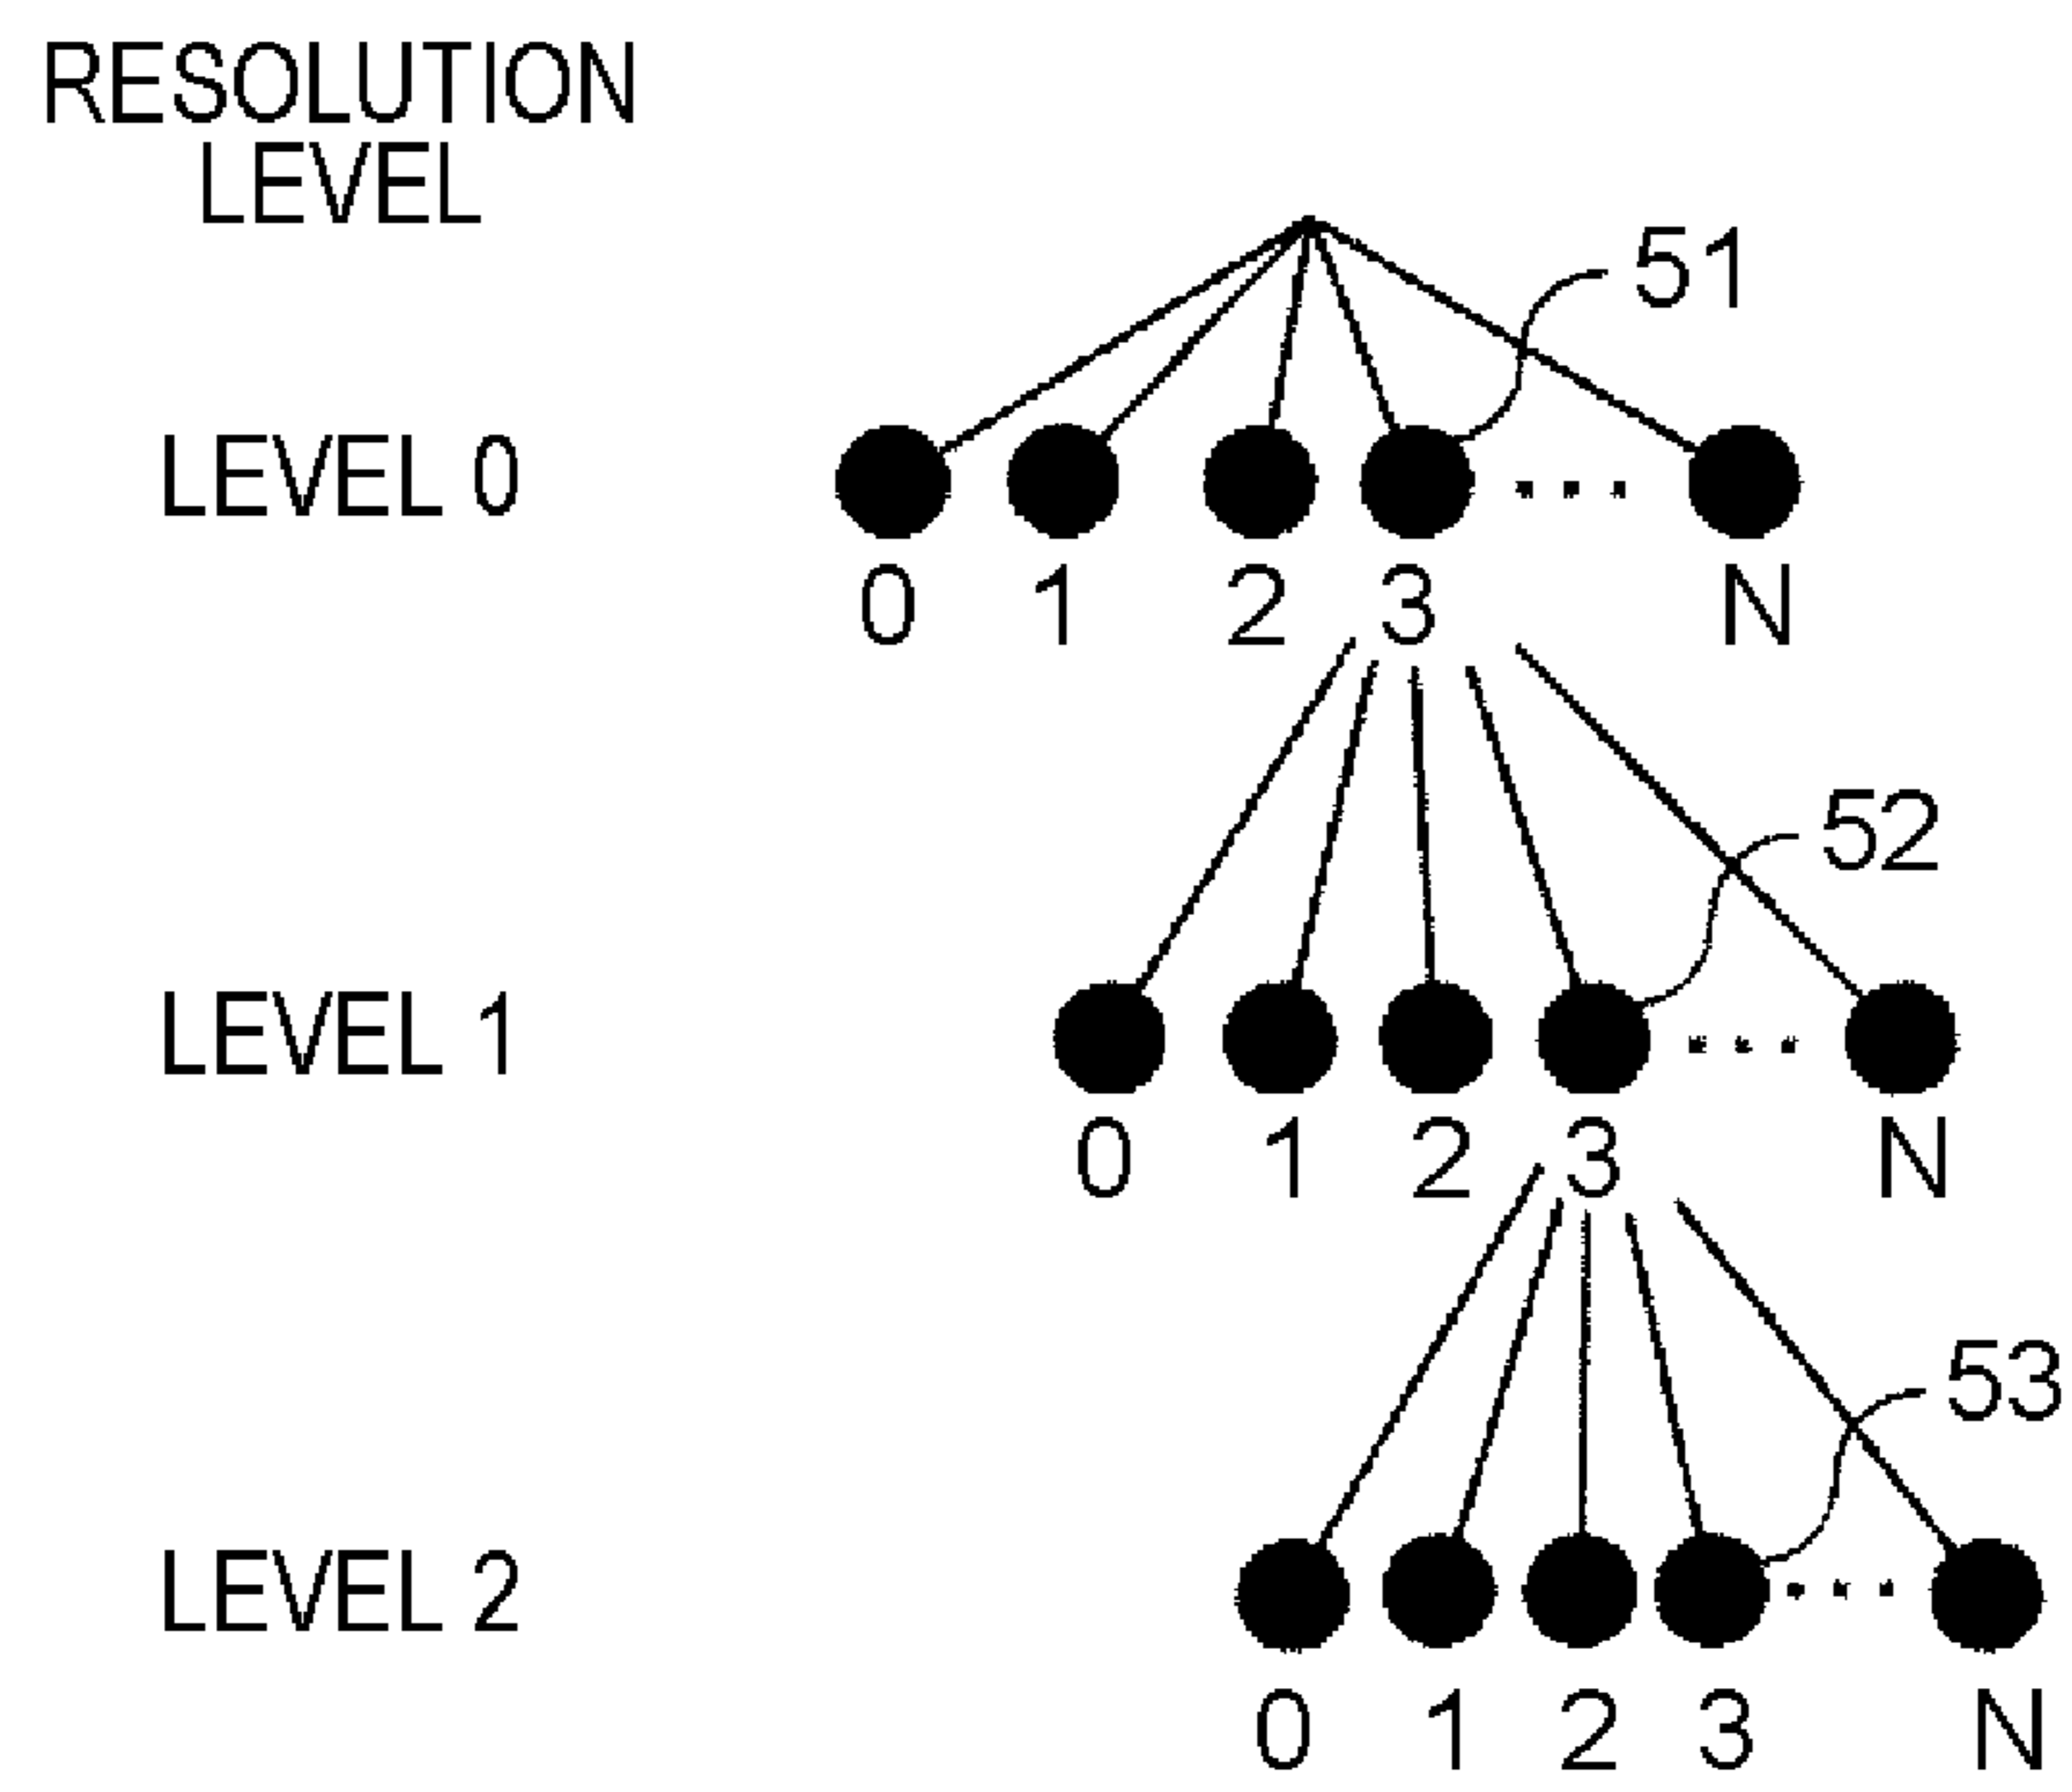 RESOLUTION
LEVEL
51
LEVEL 0
0 1 2 3 N
52
LEVEL 1
0 1 2 3 N
53
LEVEL 2
0 1 2 3 N